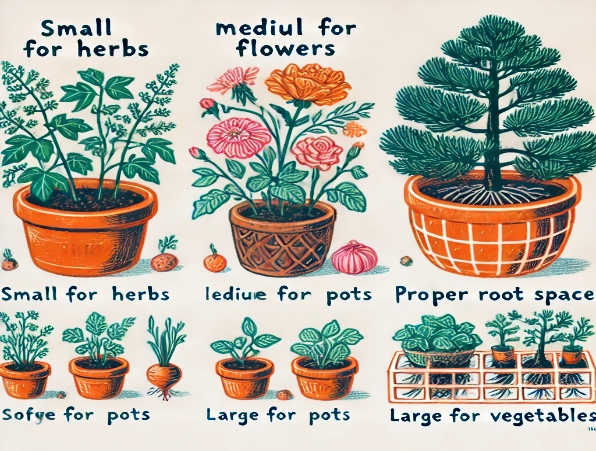 Small
for herbs
mediul for
flowers
Small for herbs
lediue for pots
Proper root space
Sofye for pots
Large for pots
Large for vegetables